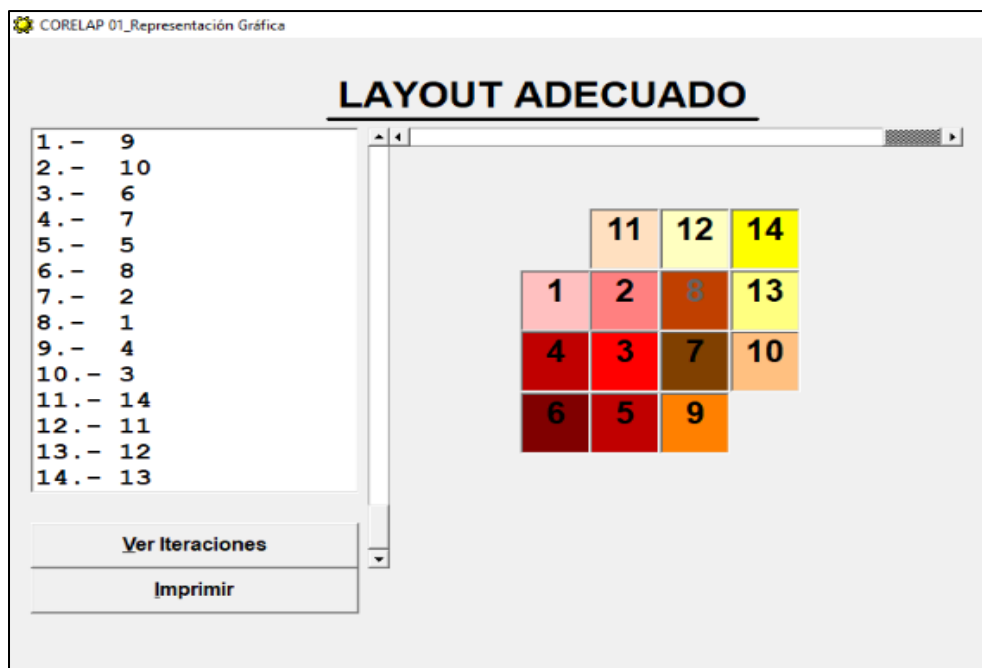 CORELAP 01_Representación Gráfica
LAYOUT ADECUADO
1.- 9
2.- 10
3.- 6
4.- 7
5.- 5
6.- 8
7.- 2
8.- 1
9.- 4
10.- 3
11.- 14
12.- 11
13.- 12
14.- 13
Ver Iteraciones
Imprimir
11 12 14
1 2 8 13
4 3 7 10
6 5 9